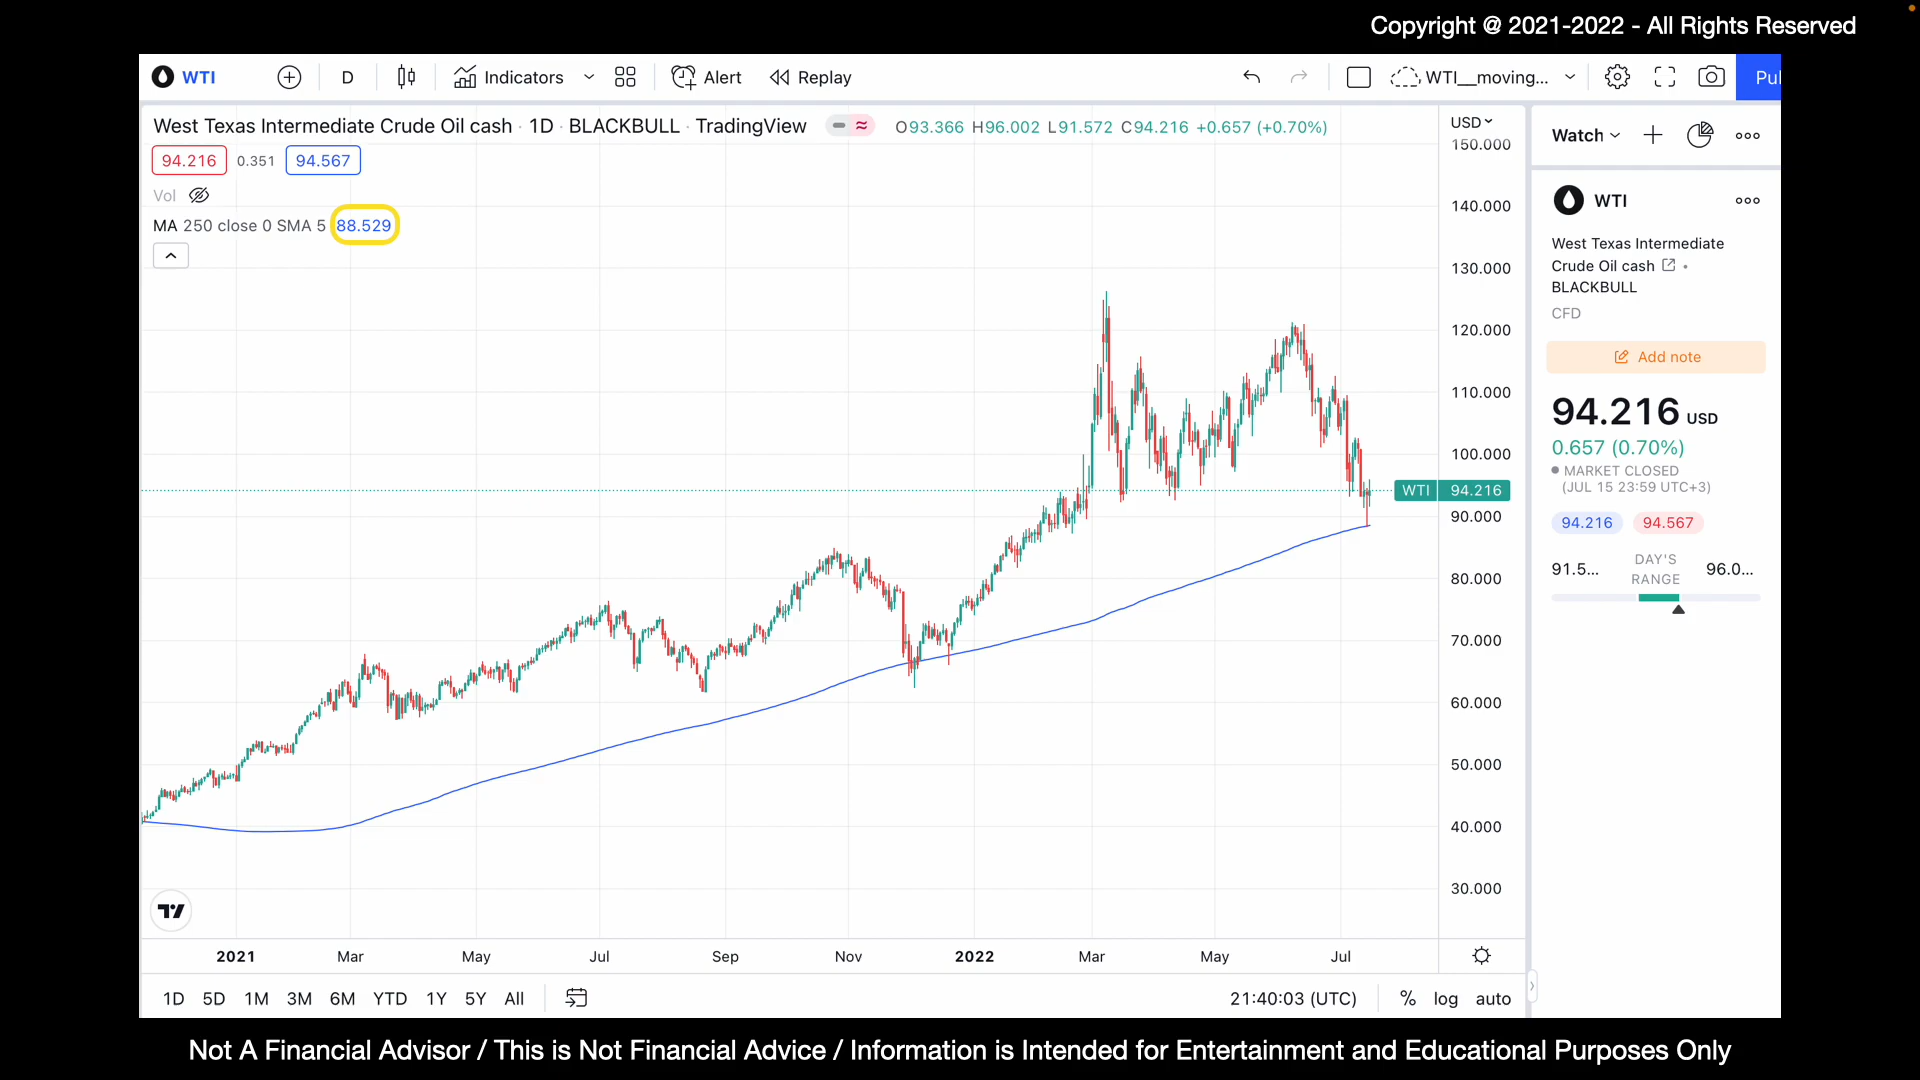 Copyright @ 2021-2022 - All Rights Reserved
WTI D Indicators Alert Replay WTI__moving... Pul
West Texas Intermediate Crude Oil cash · 1D · BLACKBULL · TradingView O93.366 H96.002 L91.572 C94.216 +0.657 (+0.70%)
94.216 0.351 94.567
Vol
MA 250 close 0 SMA 5 88.529
USD
150.000
140.000
130.000
120.000
110.000
100.000
WTI 94.216
90.000
80.000
70.000
60.000
50.000
40.000
30.000
2021 Mar May Jul Sep Nov 2022 Mar May Jul
1D 5D 1M 3M 6M YTD 1Y 5Y All 21:40:03 (UTC) % log auto
Watch
WTI
West Texas Intermediate
Crude Oil cash •
BLACKBULL
CFD
Add note
94.216 USD
0.657 (0.70%)
MARKET CLOSED
(JUL 15 23:59 UTC+3)
94.216 94.567
91.5... DAY'S RANGE 96.0...
Not A Financial Advisor / This is Not Financial Advice / Information is Intended for Entertainment and Educational Purposes Only